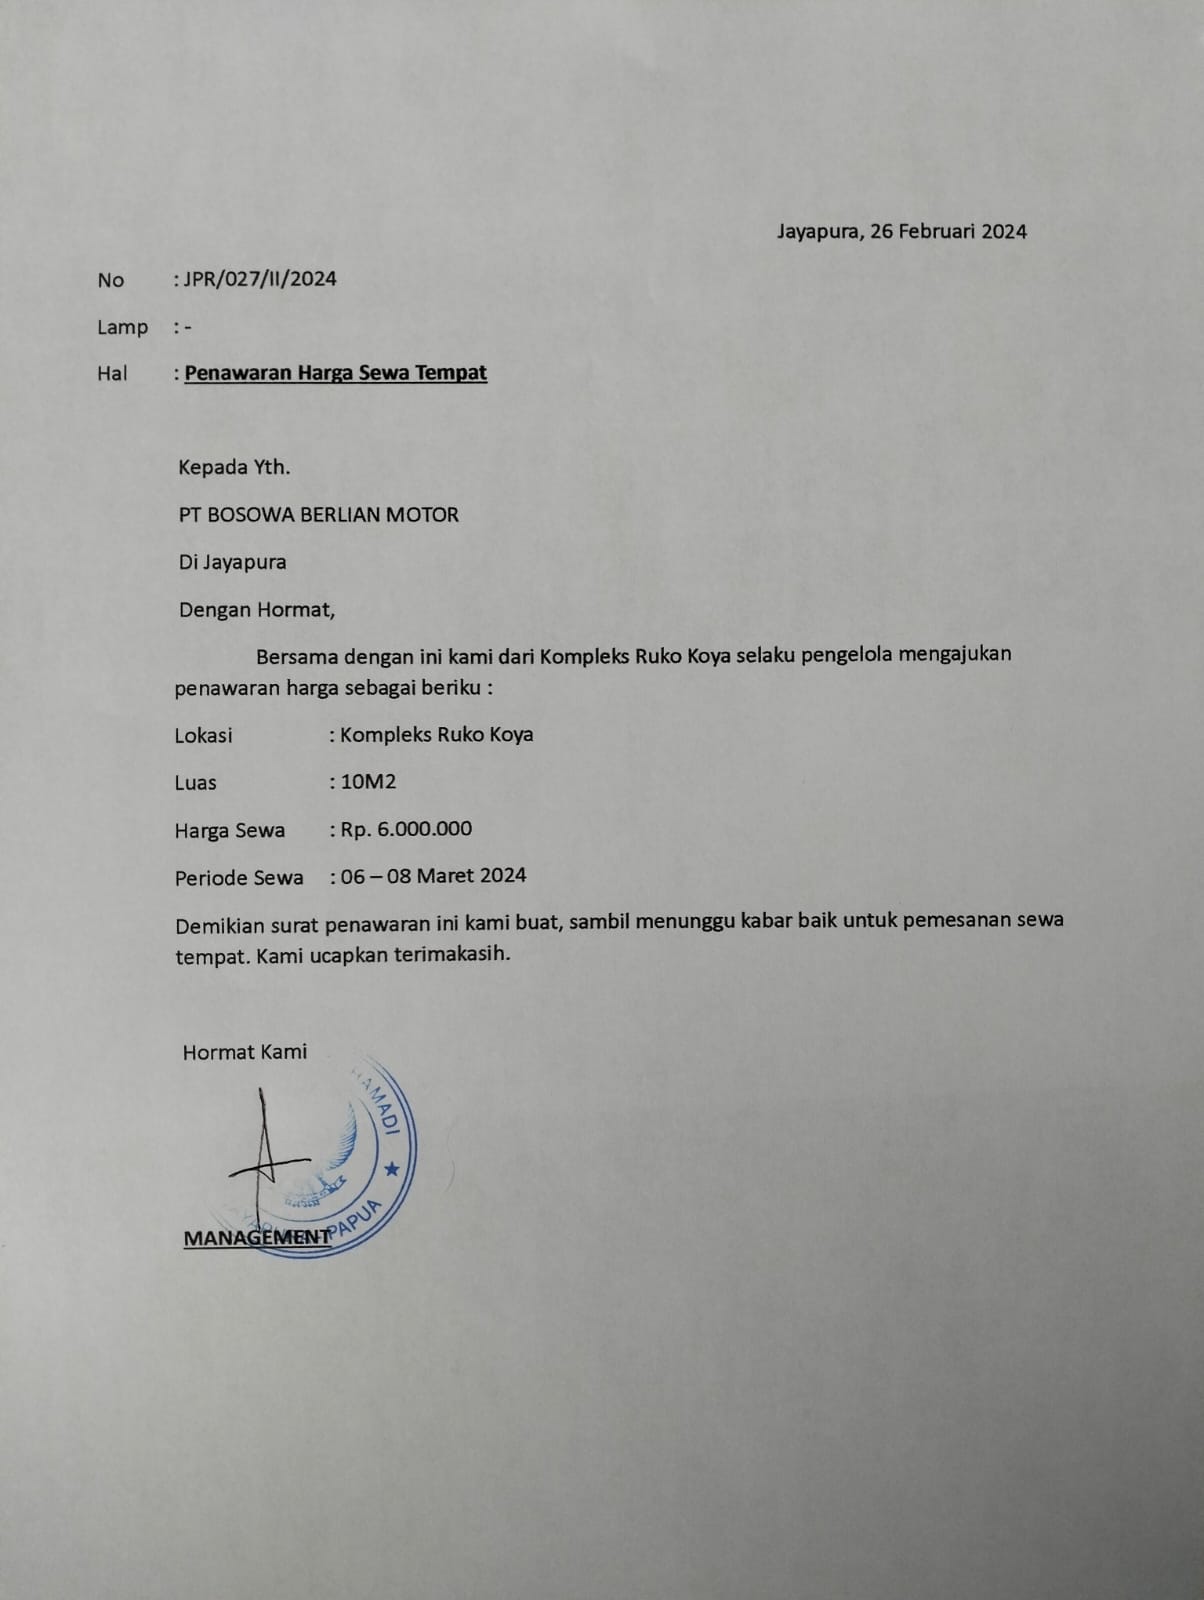 Jayapura, 26 Februari 2024
No : JPR/027/II/2024
Lamp : -
Hal : Penawaran Harga Sewa Tempat
Kepada Yth.
PT BOSOWA BERLIAN MOTOR
Di Jayapura
Dengan Hormat,
Bersama dengan ini kami dari Kompleks Ruko Koya selaku pengelola mengajukan
penawaran harga sebagai beriku :
Lokasi : Kompleks Ruko Koya
Luas : 10M2
Harga Sewa : Rp. 6.000.000
Periode Sewa : 06 – 08 Maret 2024
Demikian surat penawaran ini kami buat, sambil menunggu kabar baik untuk pemesanan sewa
tempat. Kami ucapkan terimakasih.
Hormat Kami
HAMADI
PAPUA
MANAGEMENT